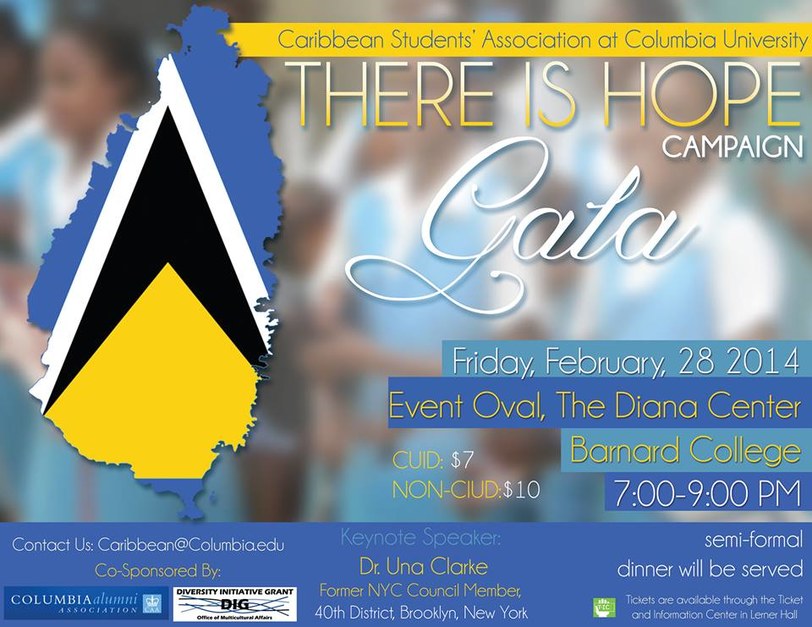 Caribbean Students' Association at Columbia University
THERE IS HOPE
CAMPAIGN
Gala
Friday, February, 28 2014
Event Oval, The Diana Center
Barnard College
7:00-9:00 PM
CUID: $7
NON-CIUD:$10
Contact Us: Caribbean@Columbia.edu
Co-Sponsored By:
COLUMBIA alumni
ASSOCIATION
CAA
DIVERSITY INITIATIVE GRANT
DIG
Office of Multicultural Affairs
Keynote Speaker:
Dr. Una Clarke
Former NYC Council Member,
40th District, Brooklyn, New York
semi-formal
dinner will be served
TIC
Tickets are available through the Ticket
and Information Center in Lerner Hall